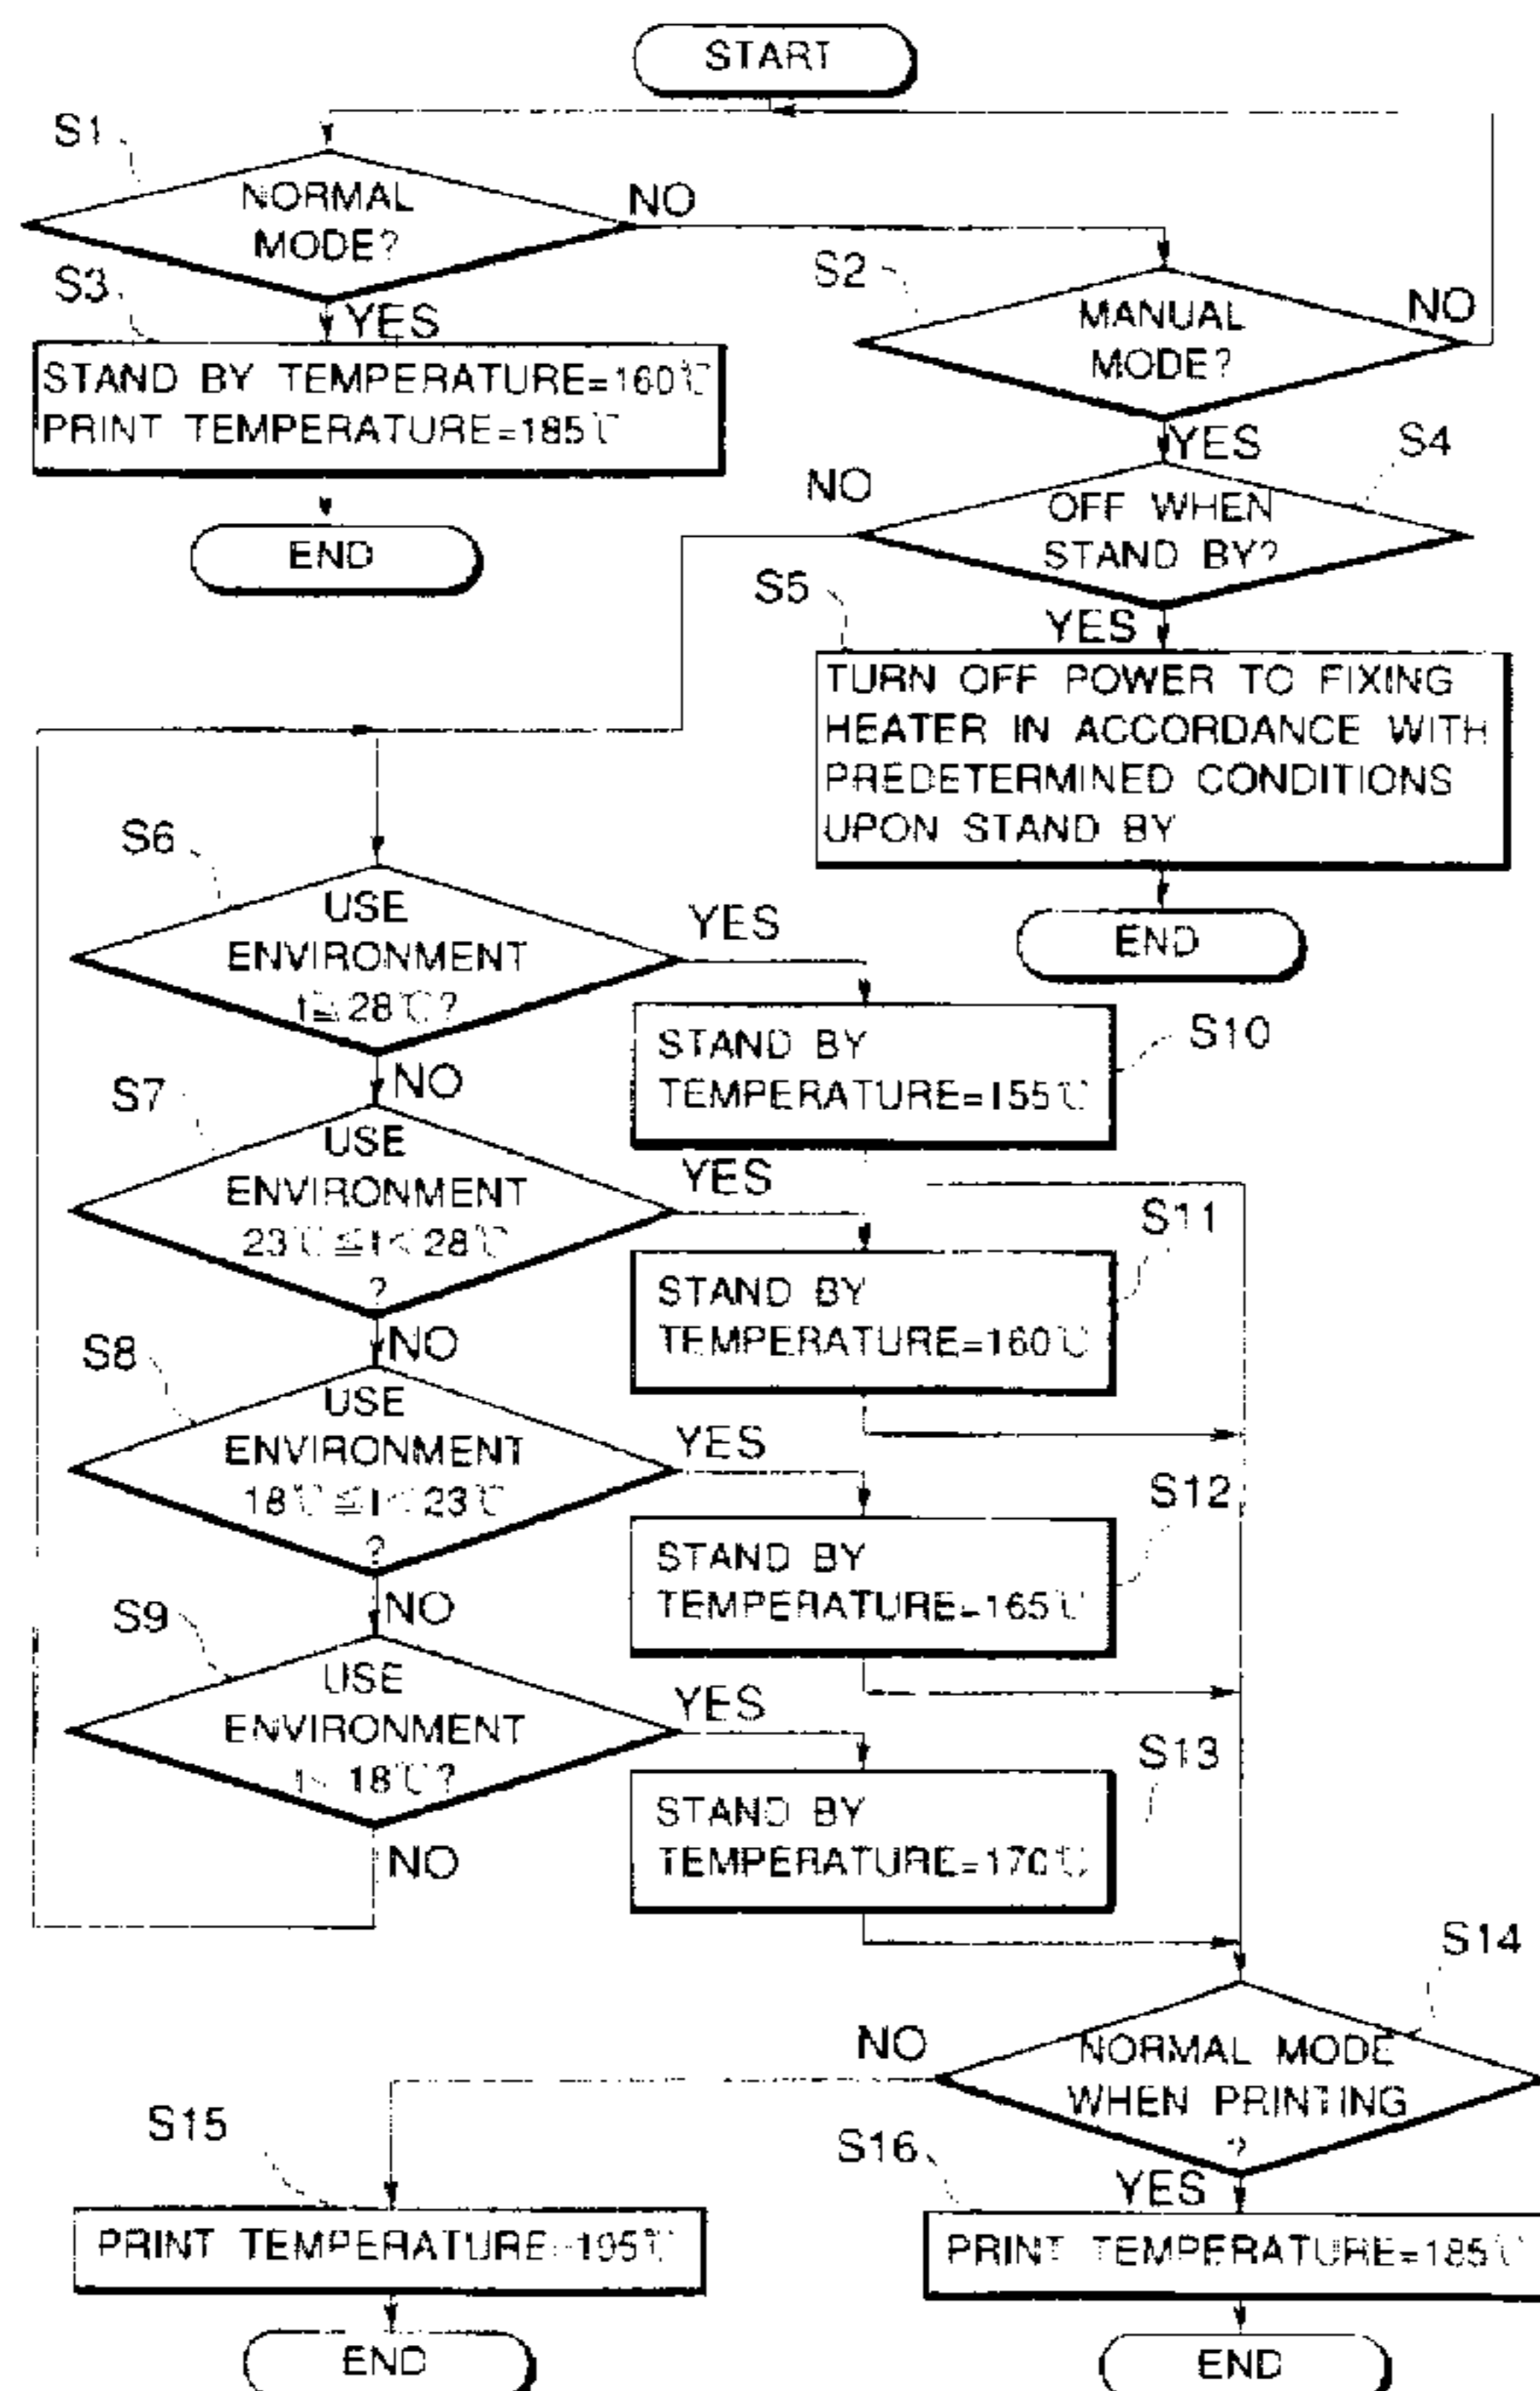 START
S1
NORMAL
MODE?
NO
S2
MANUAL
MODE?
NO
S3
YES
STAND BY TEMPERATURE=160℃
PRINT TEMPERATURE=185℃
END
YES
S4
NO
OFF WHEN
STAND BY?
S5
YES
TURN OFF POWER TO FIXING
HEATER IN ACCORDANCE WITH
PREDETERMINED CONDITIONS
UPON STAND BY
END
S6
USE
ENVIRONMENT
t≧28℃?
YES
S10
STAND BY
TEMPERATURE=155℃
NO
S7
USE
ENVIRONMENT
23℃≦t<28℃
?
YES
S11
STAND BY
TEMPERATURE=160℃
NO
S8
USE
ENVIRONMENT
18℃≦t<23℃
?
YES
S12
STAND BY
TEMPERATURE=165℃
NO
S9
USE
ENVIRONMENT
t<18℃?
YES
S13
STAND BY
TEMPERATURE=170℃
NO
S14
NORMAL MODE
WHEN PRINTING
?
NO
S15
PRINT TEMPERATURE
END
S16
YES
PRINT TEMPERATURE=185℃
END